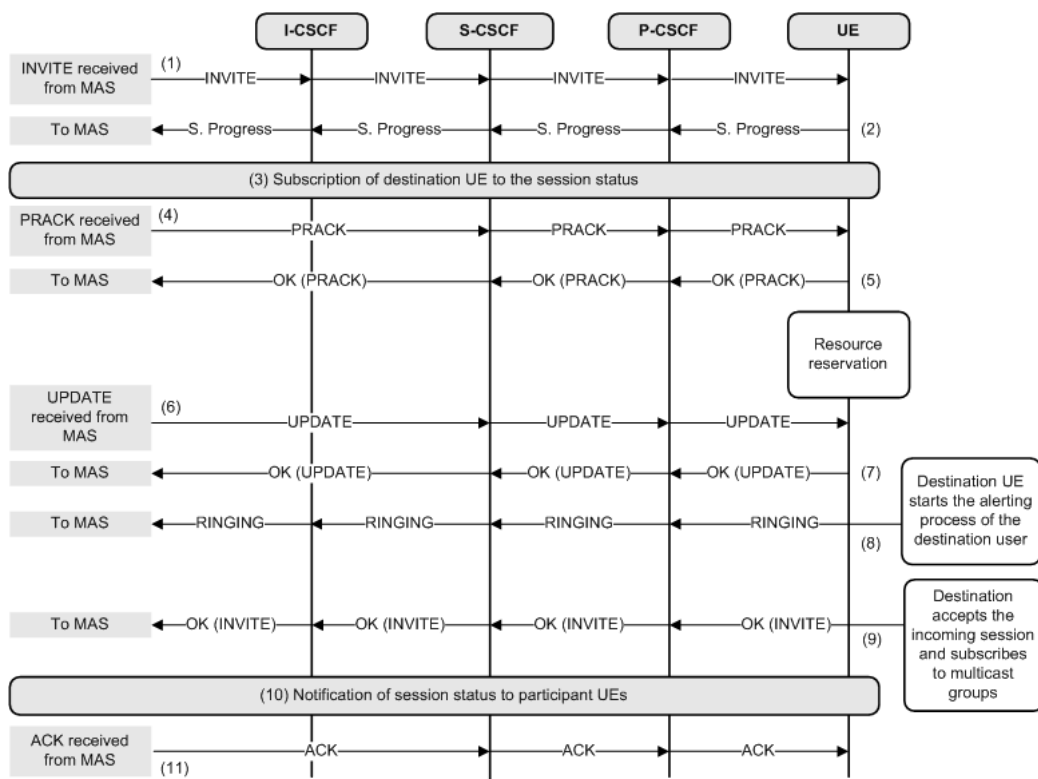 I-CSCF S-CSCF P-CSCF UE
INVITE received
from MAS
(1)
INVITE INVITE INVITE INVITE
To MAS
S. Progress S. Progress S. Progress S. Progress
(2)
(3) Subscription of destination UE to the session status
PRACK received
from MAS
(4)
PRACK PRACK PRACK
To MAS
OK (PRACK) OK (PRACK) OK (PRACK)
(5)
Resource
reservation
UPDATE
received from
MAS
(6)
UPDATE UPDATE UPDATE
To MAS
OK (UPDATE) OK (UPDATE) OK (UPDATE)
(7)
To MAS
RINGING RINGING RINGING RINGING
(8)
Destination UE
starts the alerting
process of the
destination user
To MAS
OK (INVITE) OK (INVITE) OK (INVITE) OK (INVITE)
(9)
Destination
accepts the
incoming session
and subscribes
to multicast
groups
(10) Notification of session status to participant UEs
ACK received
from MAS
(11)
ACK ACK ACK